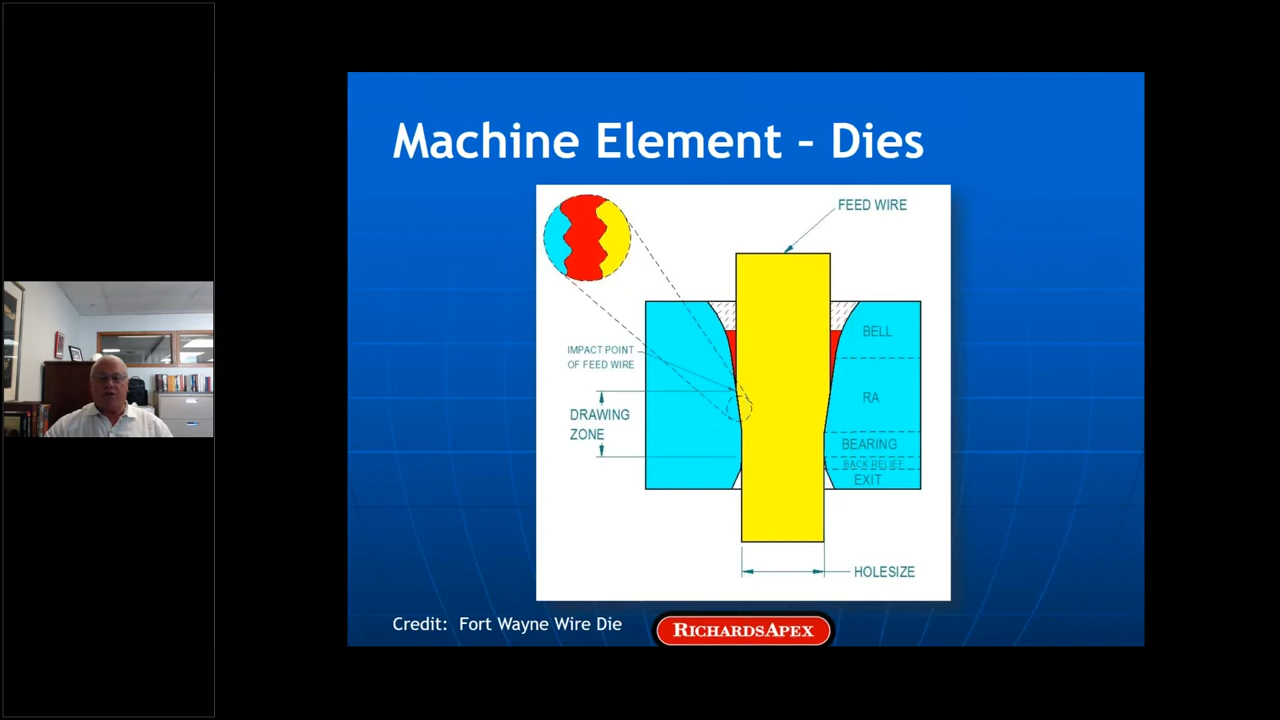 Machine Element – Dies
FEED WIRE
BELL
IMPACT POINT
OF FEED WIRE
RA
DRAWING
ZONE
BEARING
BACK RELIEF
EXIT
HOLESIZE
Credit: Fort Wayne Wire Die
RICHARDSAPEX